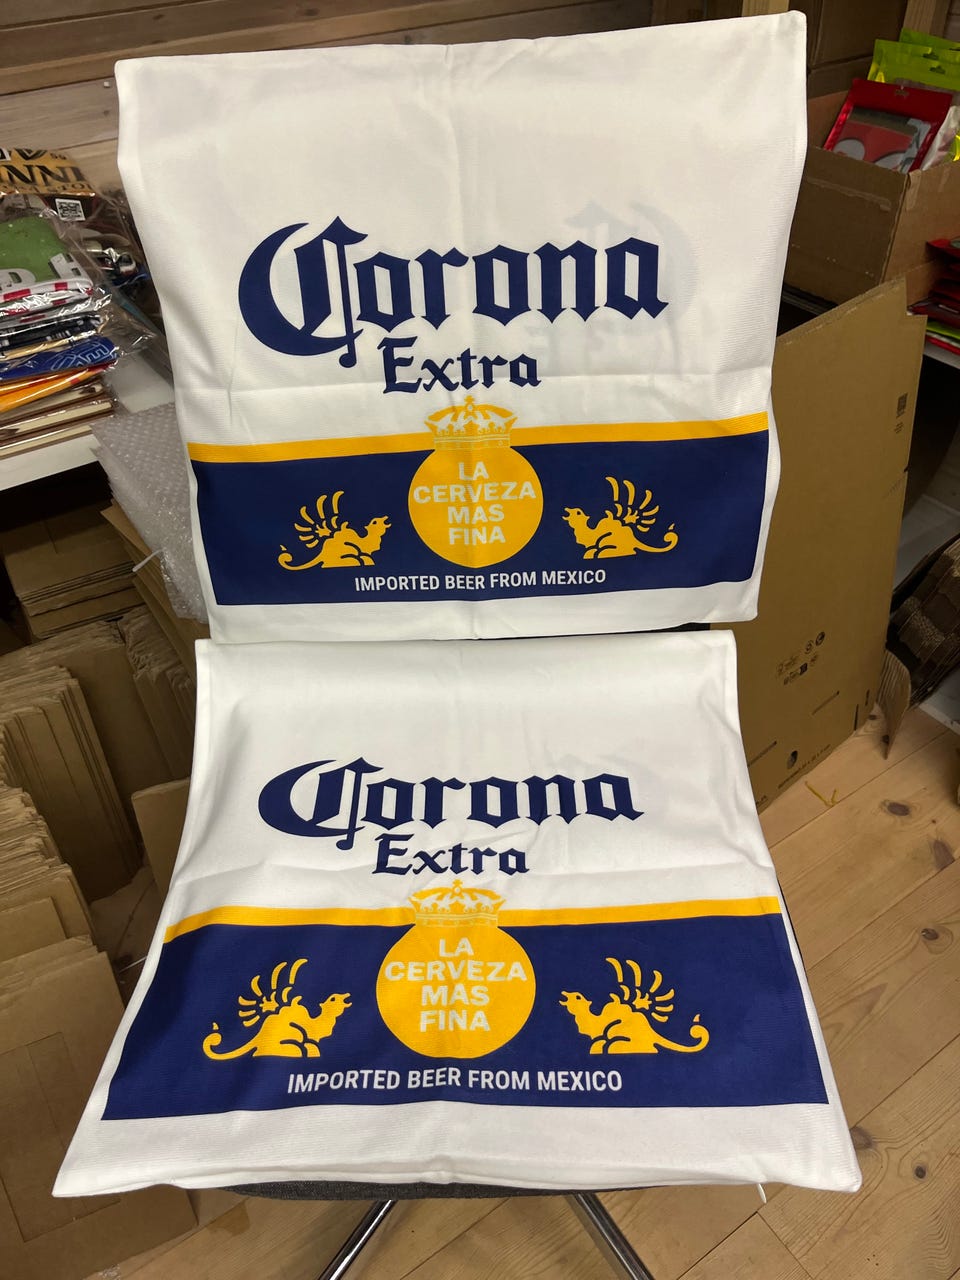 Corona
Extra
LA
CERVEZA
MAS
FINA
IMPORTED BEER FROM MEXICO
Corona
Extra
LA
CERVEZA
MAS
FINA
IMPORTED BEER FROM MEXICO